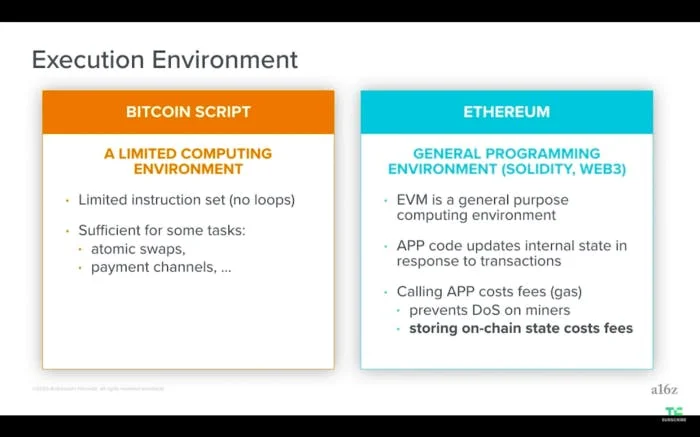 Execution Environment
BITCOIN SCRIPT
A LIMITED COMPUTING
ENVIRONMENT
· Limited instruction set (no loops)
· Sufficient for some tasks:
· atomic swaps,
· payment channels, ...
ETHEREUM
GENERAL PROGRAMMING
ENVIRONMENT (SOLIDITY, WEB3)
· EVM is a general purpose
computing environment
· APP code updates internal state in
response to transactions
· Calling APP costs fees (gas)
· prevents DoS on miners
· storing on-chain state costs fees
a16z
SUBSCRIBE